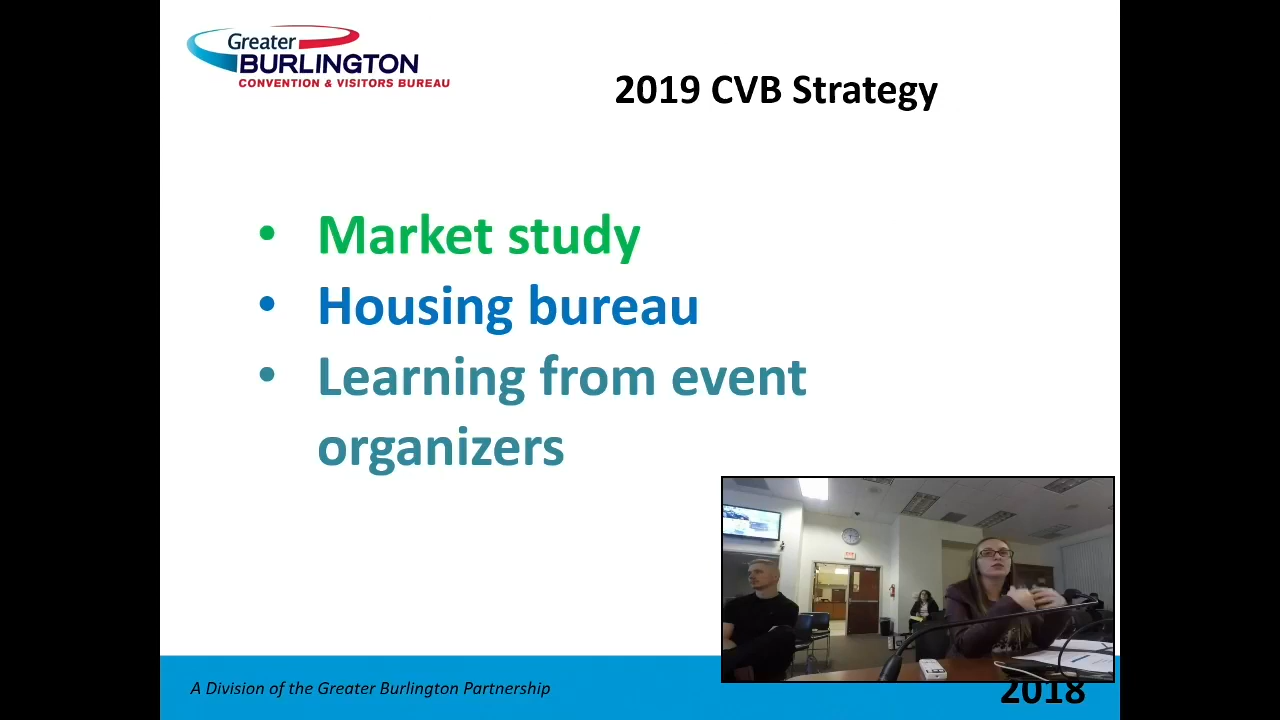 Greater
BURLINGTON
CONVENTION & VISITORS BUREAU
2019 CVB Strategy
• Market study
• Housing bureau
• Learning from event
organizers
A Division of the Greater Burlington Partnership
2018